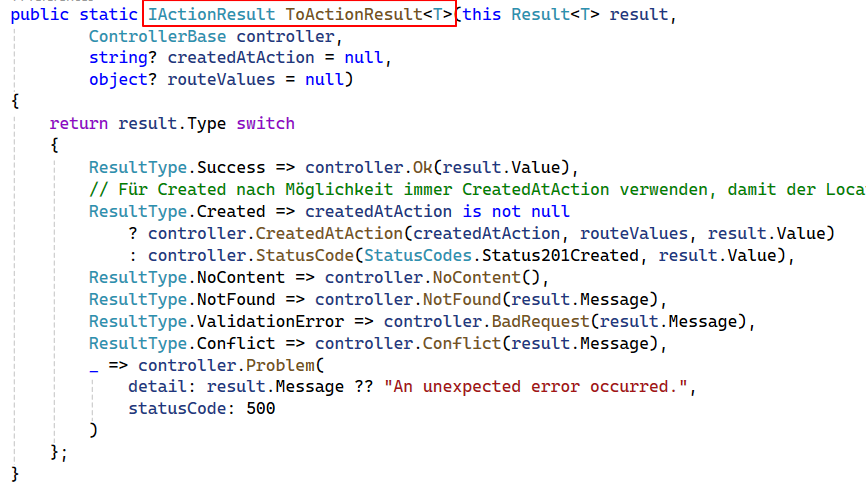 public static IActionResult ToActionResult<T>(this Result<T> result,
ControllerBase controller,
string? createdAtAction = null,
object? routeValues = null)
{
return result.Type switch
{
ResultType.Success => controller.Ok(result.Value),
// Für Created nach Möglichkeit immer CreatedAtAction verwenden, damit der Loca
ResultType.Created => createdAtAction is not null
? controller.CreatedAtAction(createdAtAction, routeValues, result.Value)
: controller.StatusCode(StatusCodes.Status201Created, result.Value),
ResultType.NoContent => controller.NoContent(),
ResultType.NotFound => controller.NotFound(result.Message),
ResultType.ValidationError => controller.BadRequest(result.Message),
ResultType.Conflict => controller.Conflict(result.Message),
_ => controller.Problem(
detail: result.Message ?? "An unexpected error occurred.",
statusCode: 500
)
};
}